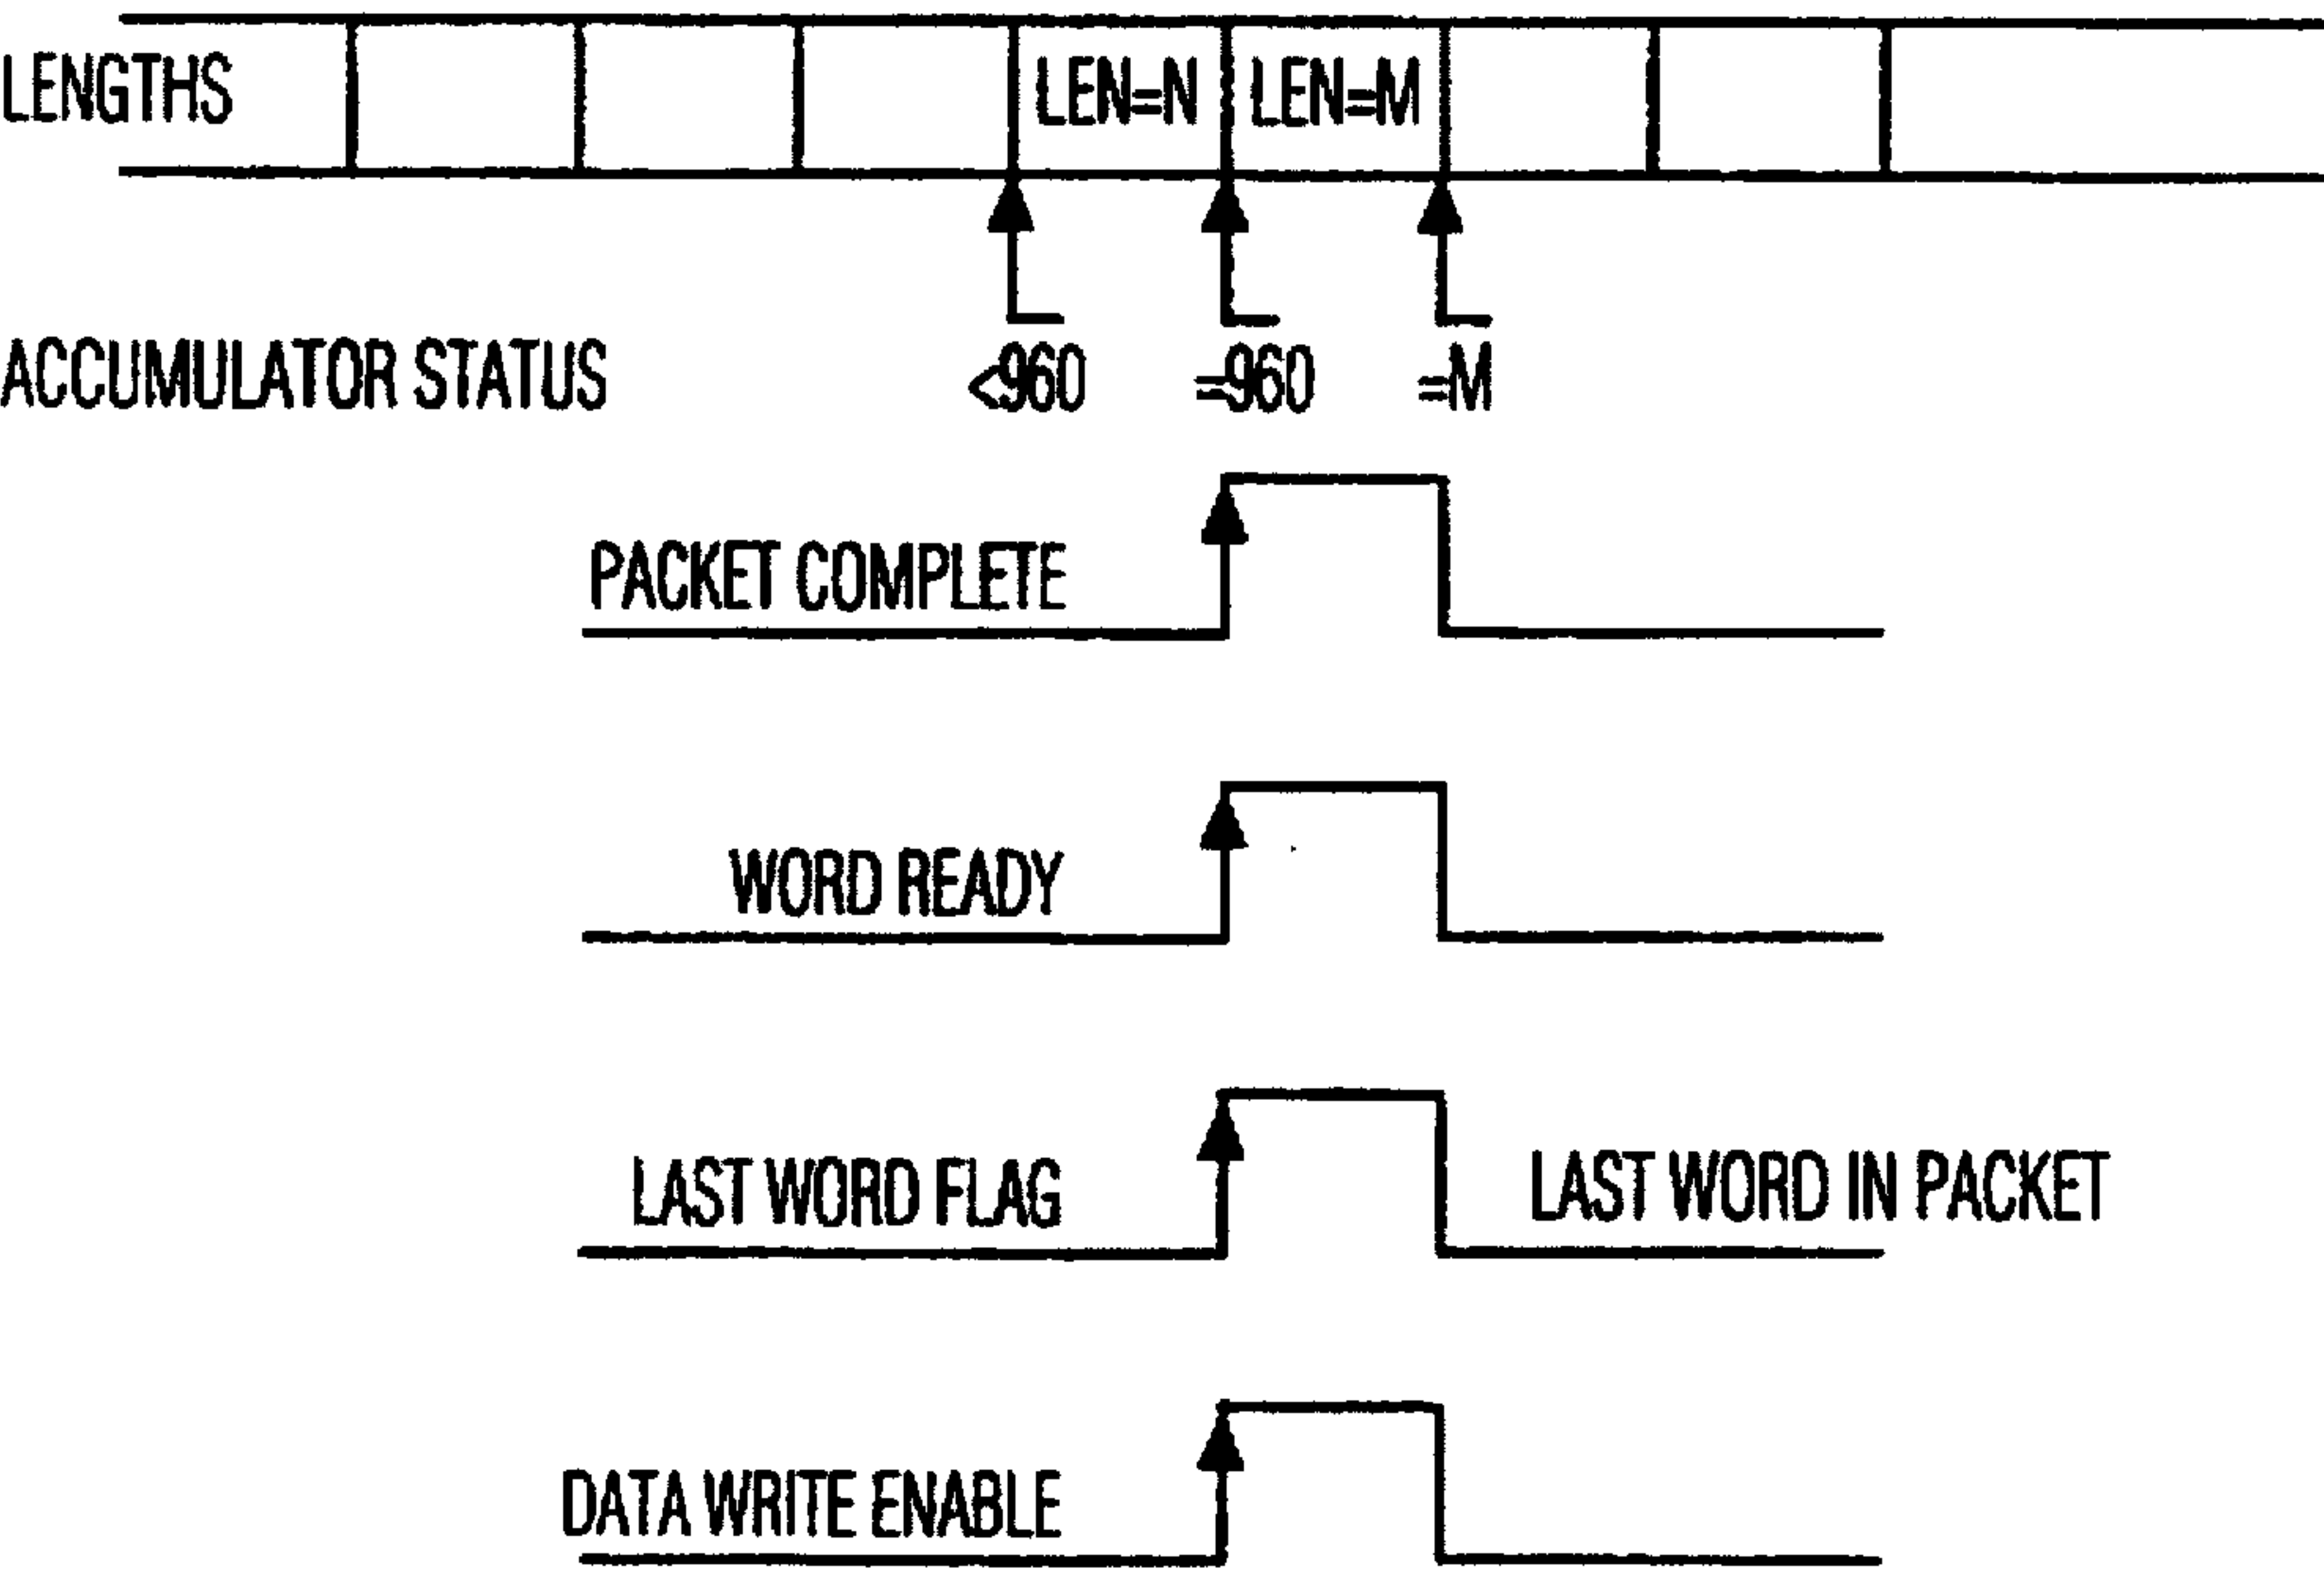 LENGTHS LEN=N LEN=M
ACCUMULATOR STATUS <960 =960 =M
PACKET COMPLETE
WORD READY
LAST WORD FLAG LAST WORD IN PACKET
DATA WRITE ENABLE